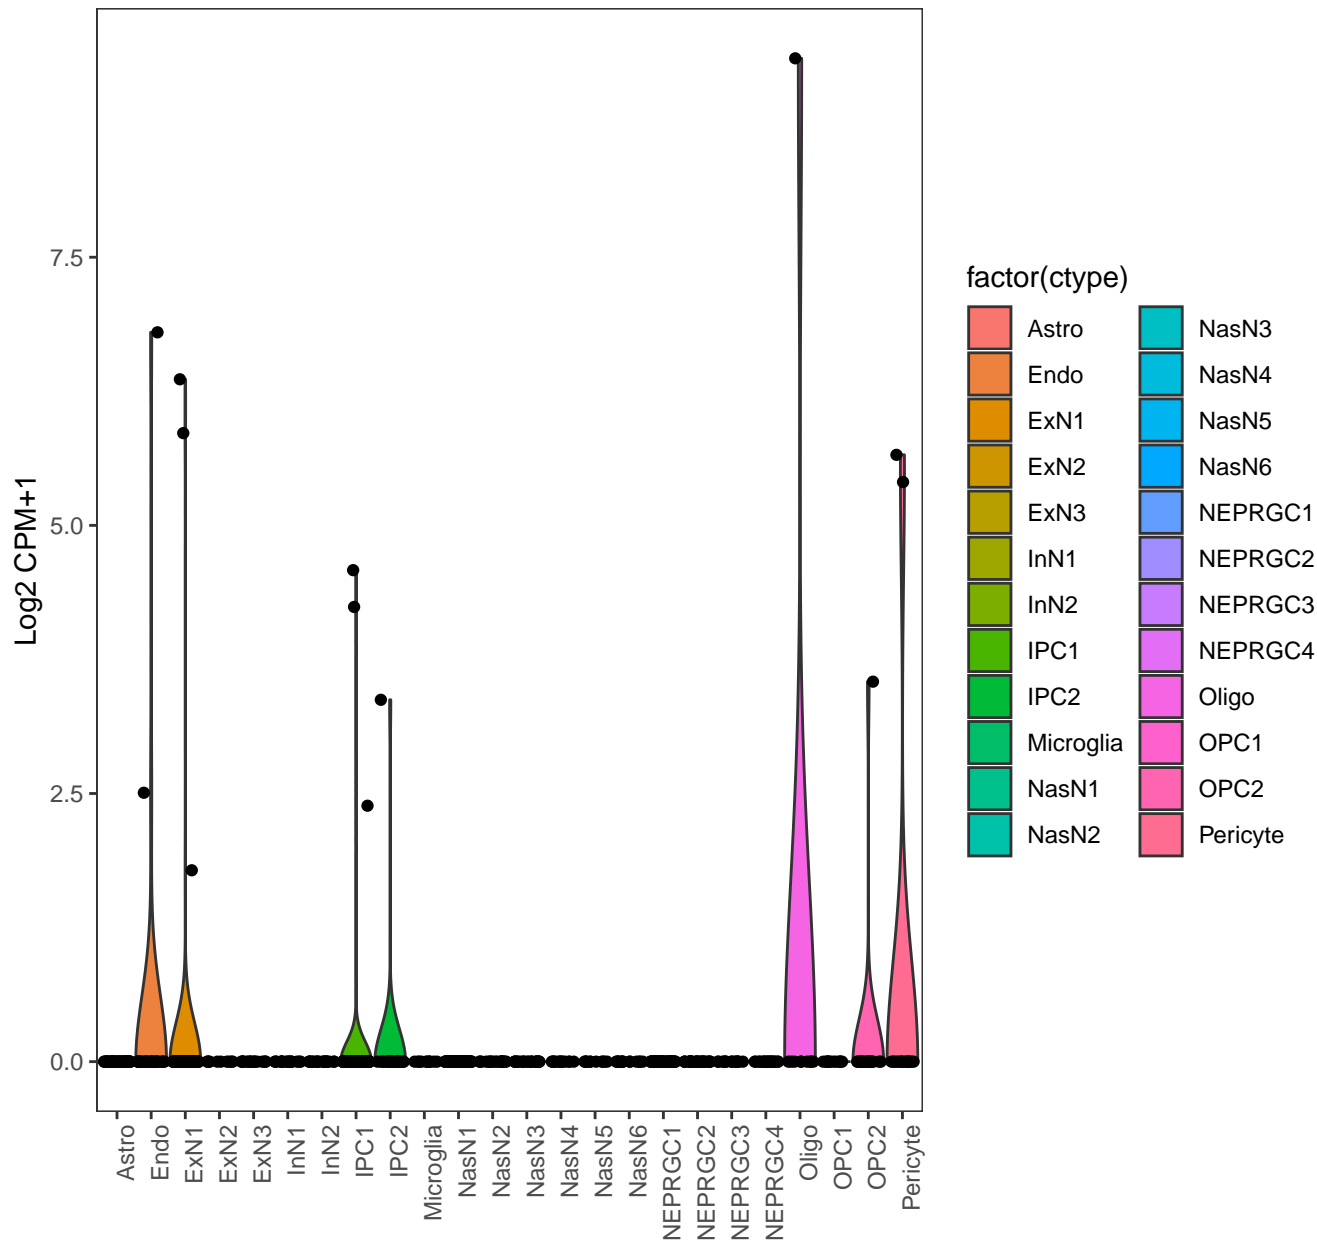 Log2 CPM+1
7.5
5.0
2.5
0.0
Astro
Endo
ExN1
ExN2
ExN3
InN1
InN2
IPC1
IPC2
Microglia
NasN1
NasN2
NasN3
NasN4
NasN5
NasN6
NEPRGC1
NEPRGC2
NEPRGC3
NEPRGC4
Oligo
OPC1
OPC2
Pericyte
factor(ctype)
Astro
Endo
ExN1
ExN2
ExN3
InN1
InN2
IPC1
IPC2
Microglia
NasN1
NasN2
NasN3
NasN4
NasN5
NasN6
NEPRGC1
NEPRGC2
NEPRGC3
NEPRGC4
Oligo
OPC1
OPC2
Pericyte